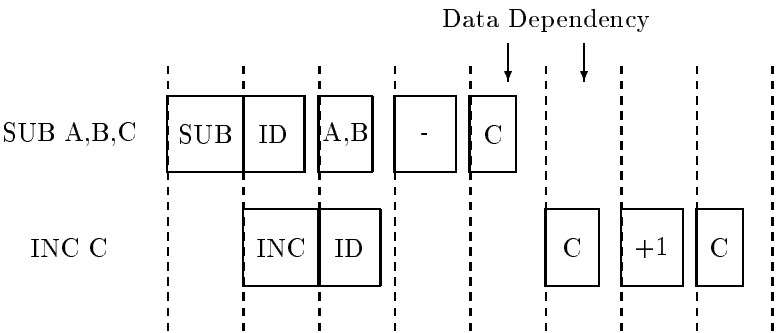 Data Dependency
SUB A,B,C SUB ID A,B - C
INC C INC ID C +1 C